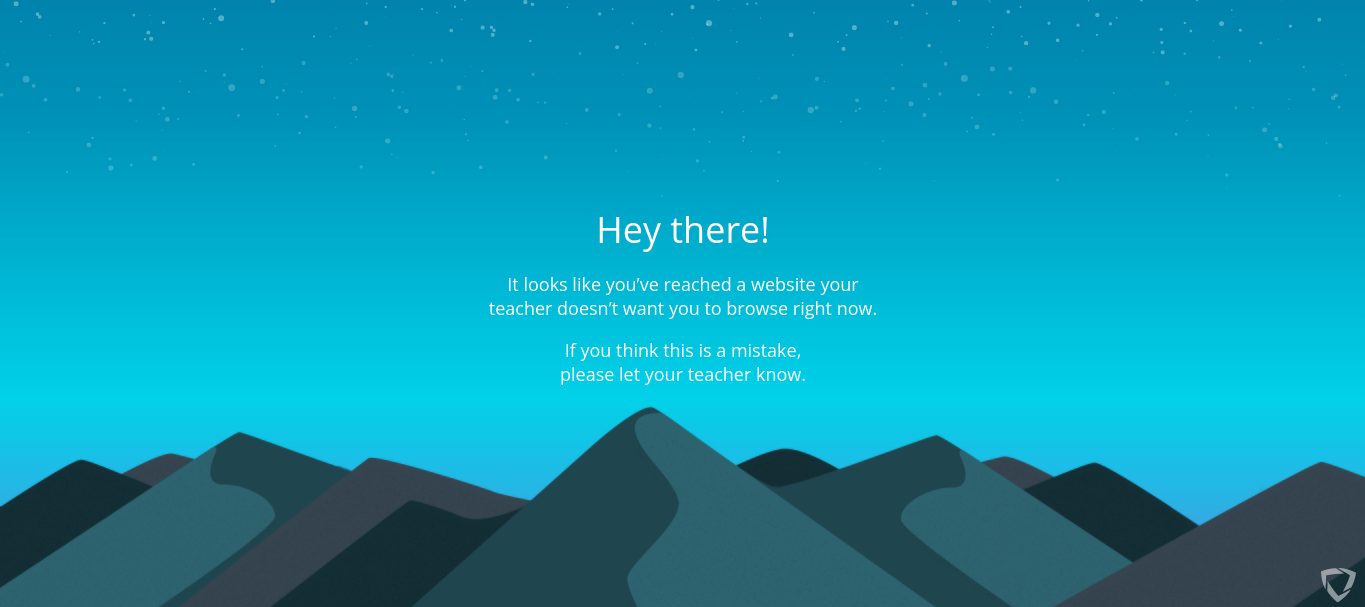 Hey there!
It looks like you’ve reached a website your
teacher doesn’t want you to browse right now.
If you think this is a mistake,
please let your teacher know.